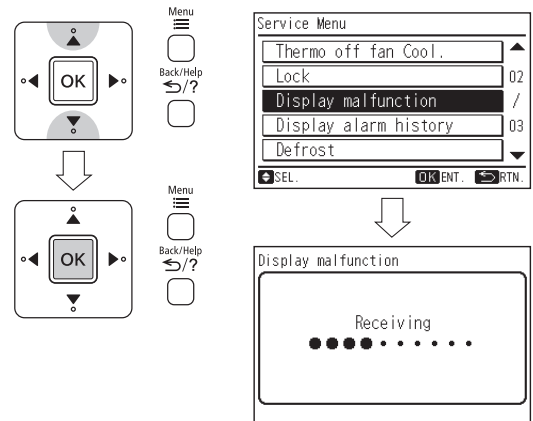 Menu
OK
Back/Help
/?
Menu
OK
Back/Help
/?
Service Menu
Thermo off fan Cool.
Lock
Display malfunction
Display alarm history
Defrost
02
/
03
SEL. OK ENT. RTN.
Display malfunction
Receiving